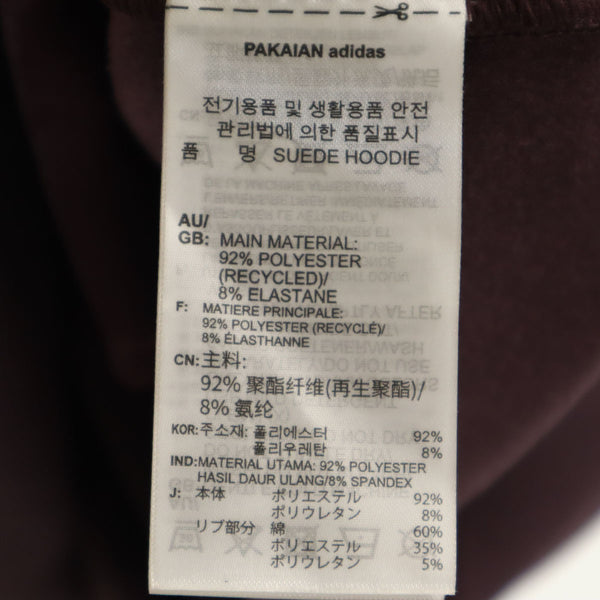 PAKAIAN adidas
전기용품 및 생활용품 안전
관리법에 의한 품질표시
품 명 SUEDE HOODIE
AU/
GB: MAIN MATERIAL:
92% POLYESTER
(RECYCLED)/
8% ELASTANE
F: MATIERE PRINCIPALE:
92% POLYESTER (RECYCLÉ)/
8% ÉLASTHANNE
CN: 主料:
92% 聚酯纤维(再生聚酯)/
8% 氨纶
KOR: 주소재: 폴리에스터 92%
폴리우레탄 8%
IND: MATERIAL UTAMA: 92% POLYESTER
HASIL DAUR ULANG/8% SPANDEX
J: 本体 ポリエステル 92%
ポリウレタン 8%
リブ部分 綿 60%
ポリエステル 35%
ポリウレタン 5%